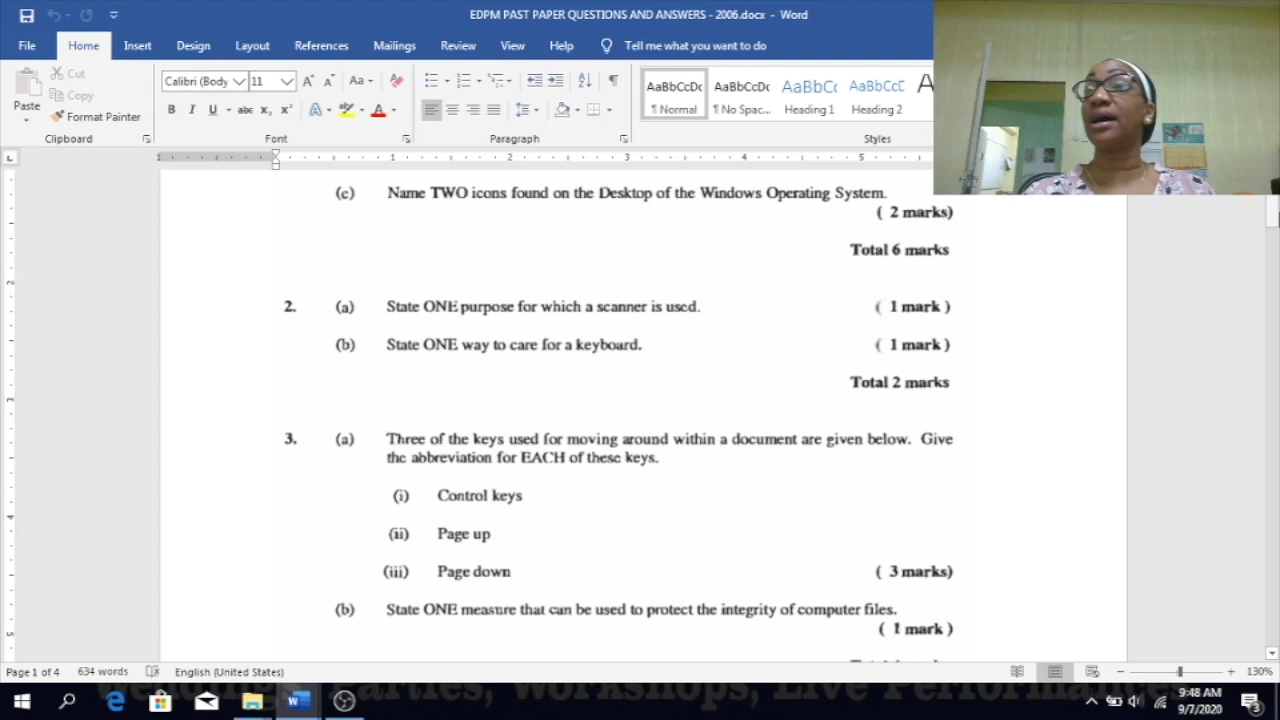 EDPM PAST PAPER QUESTIONS AND ANSWERS - 2006.docx - Word
File Home Insert Design Layout References Mailings Review View Help Tell me what you want to do
Cut
Copy
Paste
Format Painter
Clipboard
Calibri (Body 11
Font
Paragraph
AaBbCcDc AaBbCcDc AaBbCc AaBbCcD
¶ Normal ¶ No Spac... Heading 1 Heading 2
Styles
1 1 2 3 4 5
(c) Name TWO icons found on the Desktop of the Windows Operating System.
( 2 marks)
Total 6 marks
2. (a) State ONE purpose for which a scanner is used. ( 1 mark )
(b) State ONE way to care for a keyboard. ( 1 mark )
Total 2 marks
3. (a) Three of the keys used for moving around within a document are given below. Give
the abbreviation for EACH of these keys.
(i) Control keys
(ii) Page up
(iii) Page down ( 3 marks)
(b) State ONE measure that can be used to protect the integrity of computer files.
( 1 mark )
Page 1 of 4 634 words English (United States) 130%
9:48 AM
9/7/2020